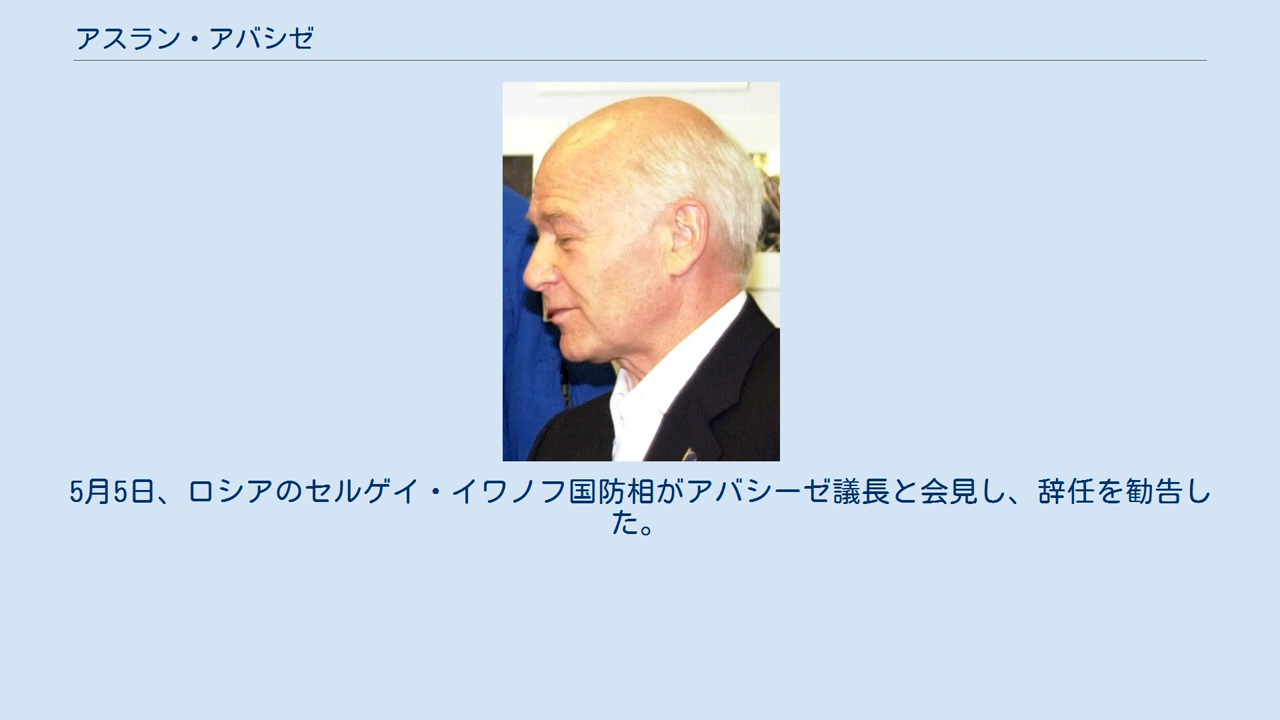 アスラン・アバシゼ
5月5日、ロシアのセルゲイ・イワノフ国防相がアバシーゼ議長と会見し、辞任を勧告し
た。